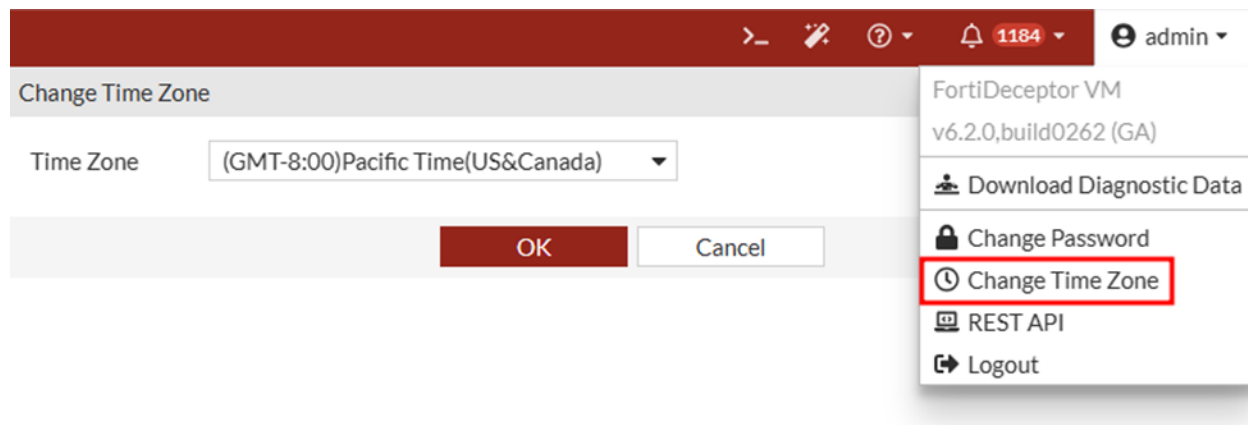 >_ 1184 admin
Change Time Zone
FortiDeceptor VM
v6.2.0,build0262 (GA)
Time Zone (GMT-8:00)Pacific Time(US&Canada)
Download Diagnostic Data
OK Cancel
Change Password
Change Time Zone
REST API
Logout